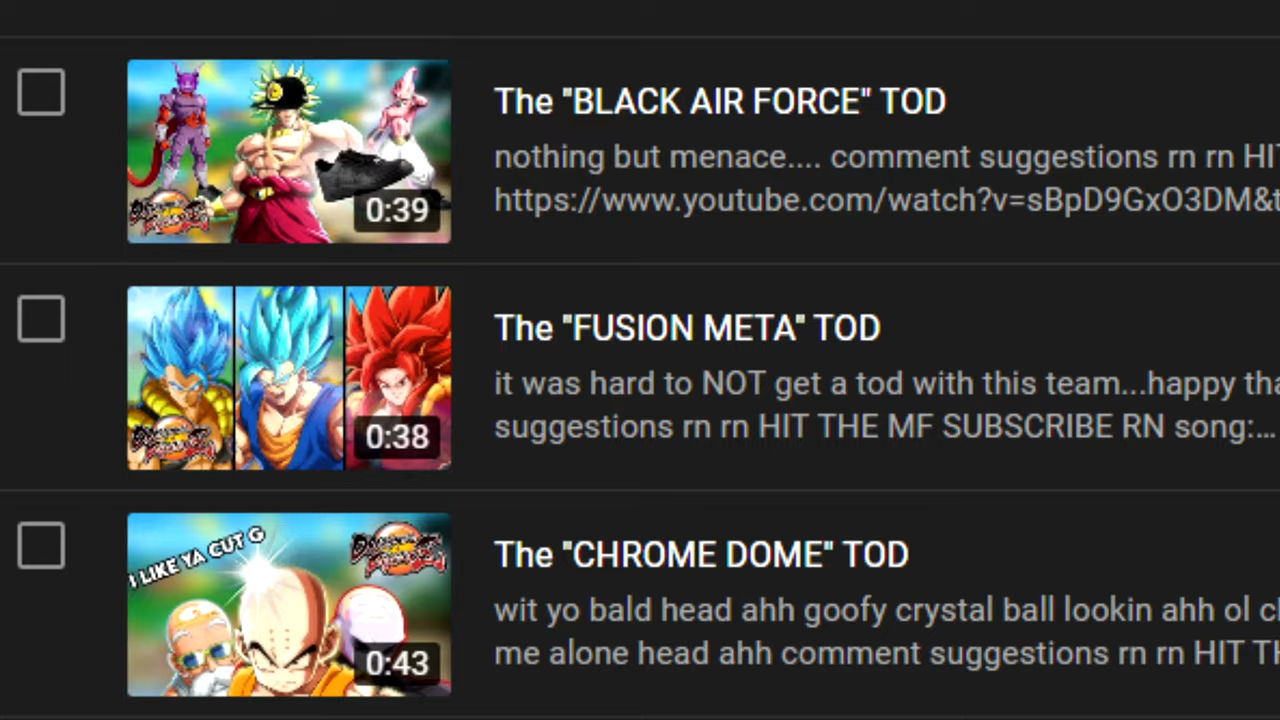 The "BLACK AIR FORCE" TOD
nothing but menace.... comment suggestions rn rn HIT
https://www.youtube.com/watch?v=sBpD9GxO3DM&t
0:39
The "FUSION META" TOD
it was hard to NOT get a tod with this team...happy tha
suggestions rn rn HIT THE MF SUBSCRIBE RN song:...
0:38
I LIKE YA CUT G
The "CHROME DOME" TOD
wit yo bald head ahh goofy crystal ball lookin ahh ol c
me alone head ahh comment suggestions rn rn HIT TH
0:43